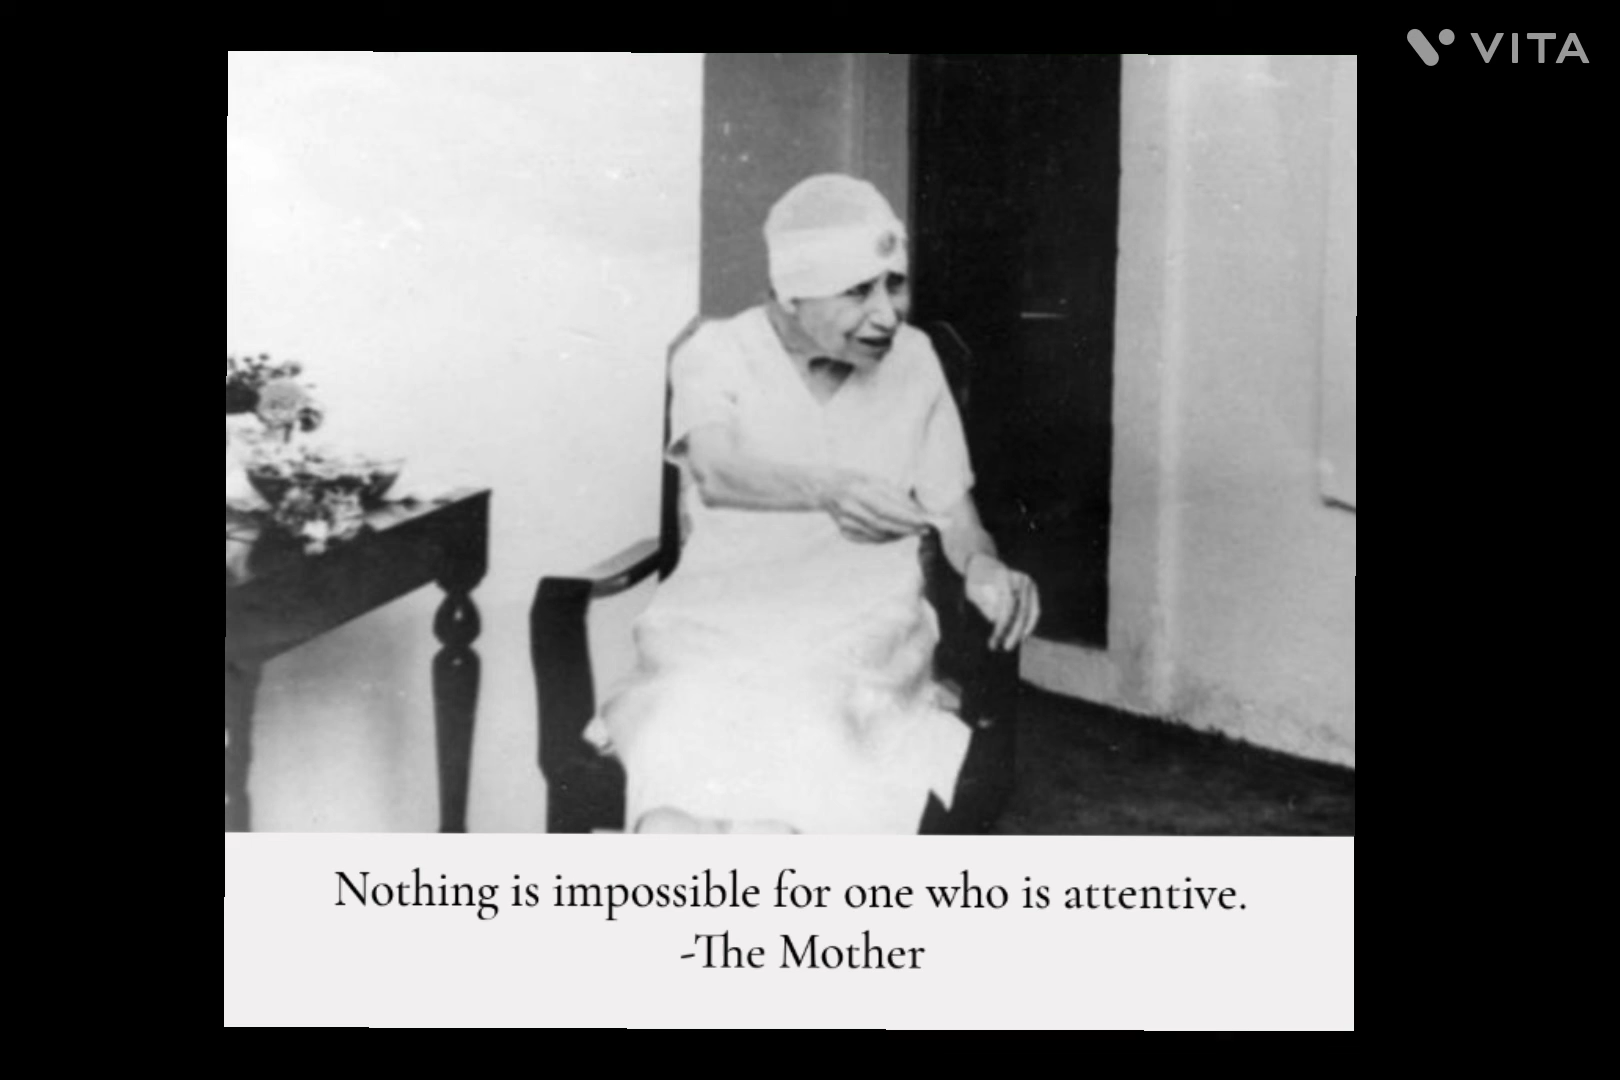 VITA
Nothing is impossible for one who is attentive.
-The Mother